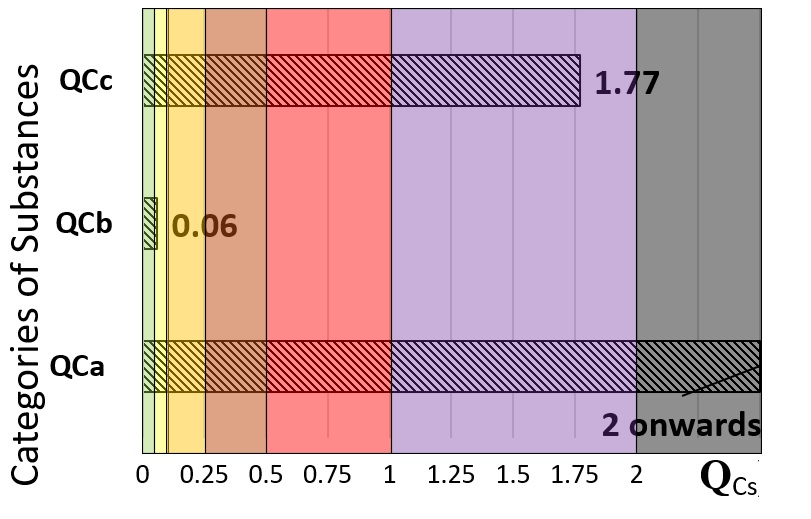 Categories of Substances
QCc
1.77
QCb
0.06
QCa
2 onwards
0 0.25 0.5 0.75 1 1.25 1.5 1.75 2 QCs